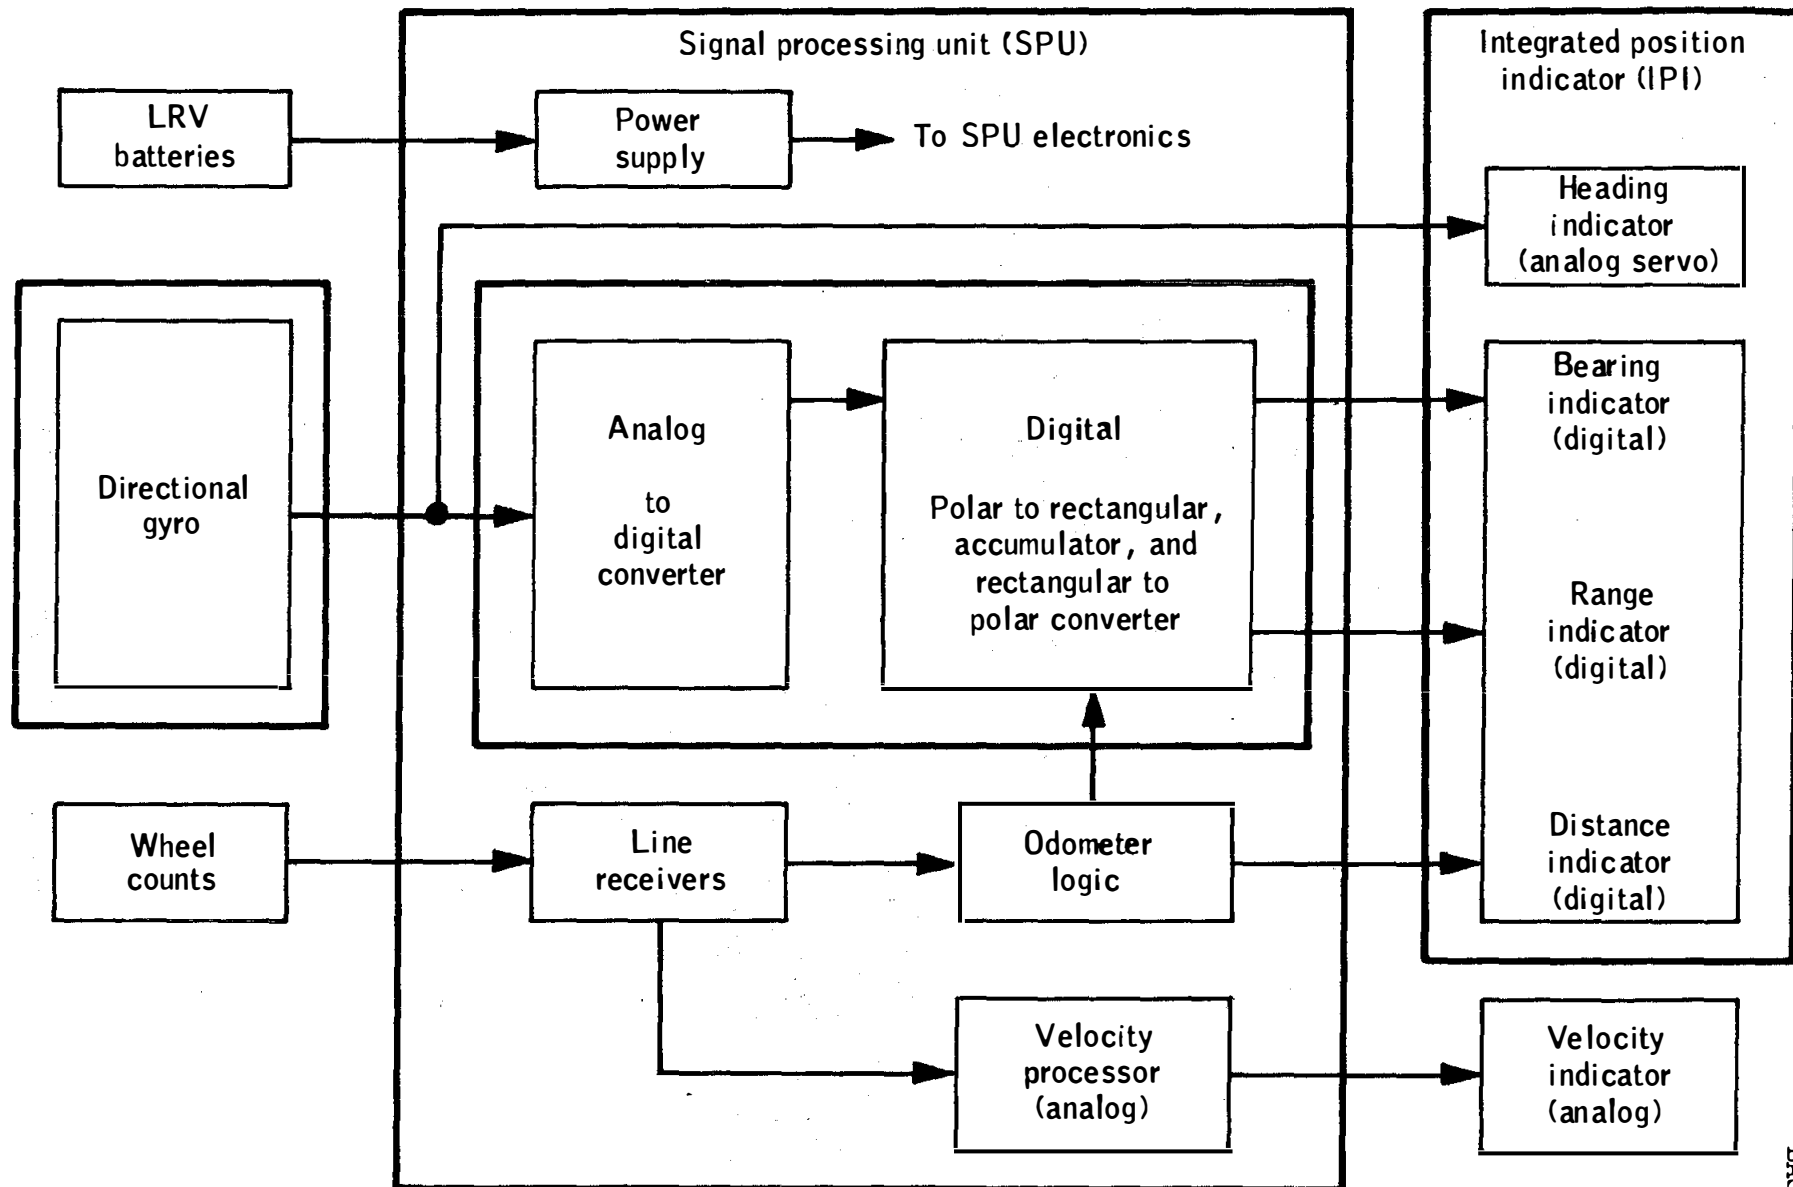 Signal processing unit (SPU)
Integrated position
indicator (IPI)
LRV
batteries
Power
supply
To SPU electronics
Heading
indicator
(analog servo)
Directional
gyro
Analog
to
digital
converter
Digital
Polar to rectangular,
accumulator, and
rectangular to
polar converter
Bearing
indicator
(digital)
Range
indicator
(digital)
Distance
indicator
(digital)
Wheel
counts
Line
receivers
Odometer
logic
Velocity
processor
(analog)
Velocity
indicator
(analog)